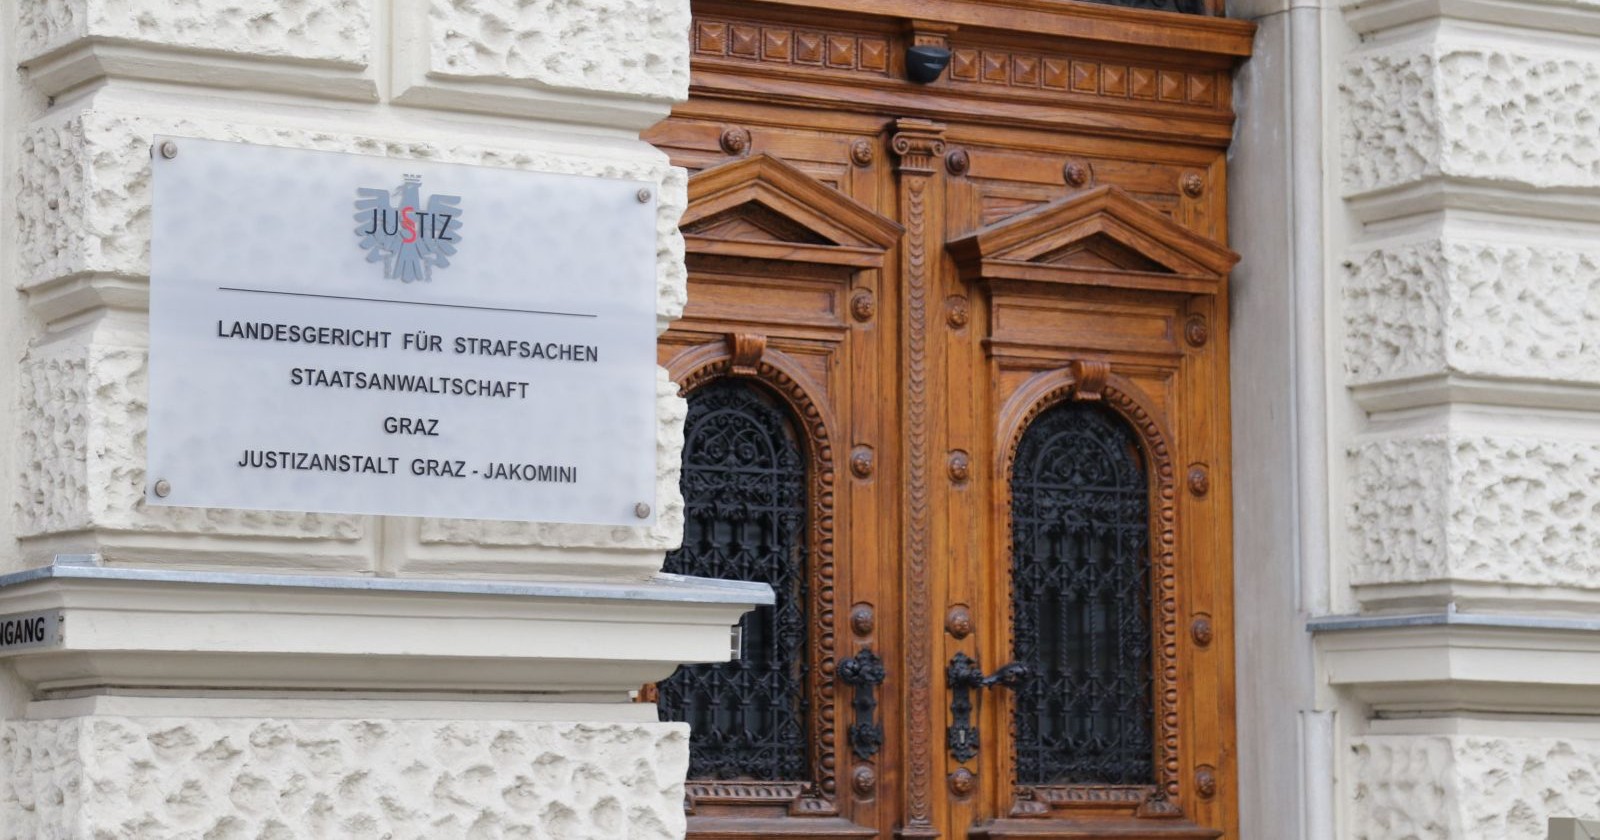 JUSTIZ
LANDESGERICHT FÜR STRAFSACHEN
STAATSANWALTSCHAFT
GRAZ
JUSTIZANSTALT GRAZ - JAKOMINI
NGANG